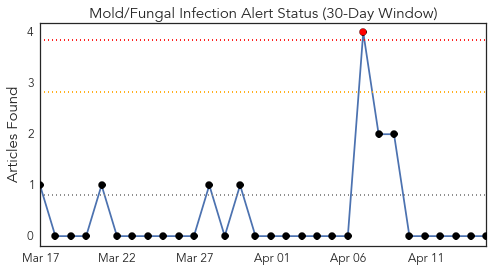 Mold/Fungal Infection Alert Status (30-Day Window)
Articles Found
4
3
2
1
0
Mar 17 Mar 22 Mar 27 Apr 01 Apr 06 Apr 11